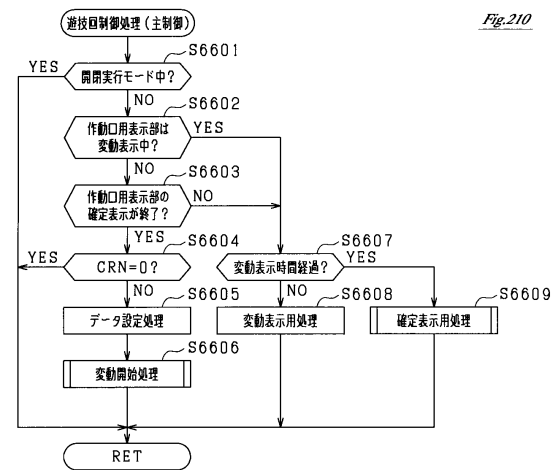 Fig.210
遊技回制御処理(主制御)
S6601
YES
開閉実行モード中?
NO
S6602
作動口用表示部は
変動表示中?
YES
NO
S6603
作動口用表示部の
確定表示が終了?
NO
YES
S6604
S6607
YES
CRN=0?
変動表示時間経過?
YES
NO
NO
S6605
S6608
S6609
データ設定処理
変動表示用処理
確定表示用処理
S6606
変動開始処理
RET